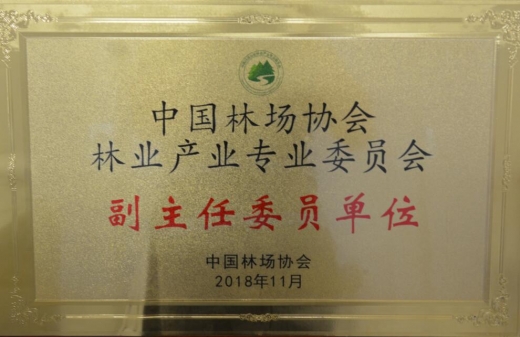 中国林场协会
林业产业专业委员会
副主任委员单位
中国林场协会
2018年11月